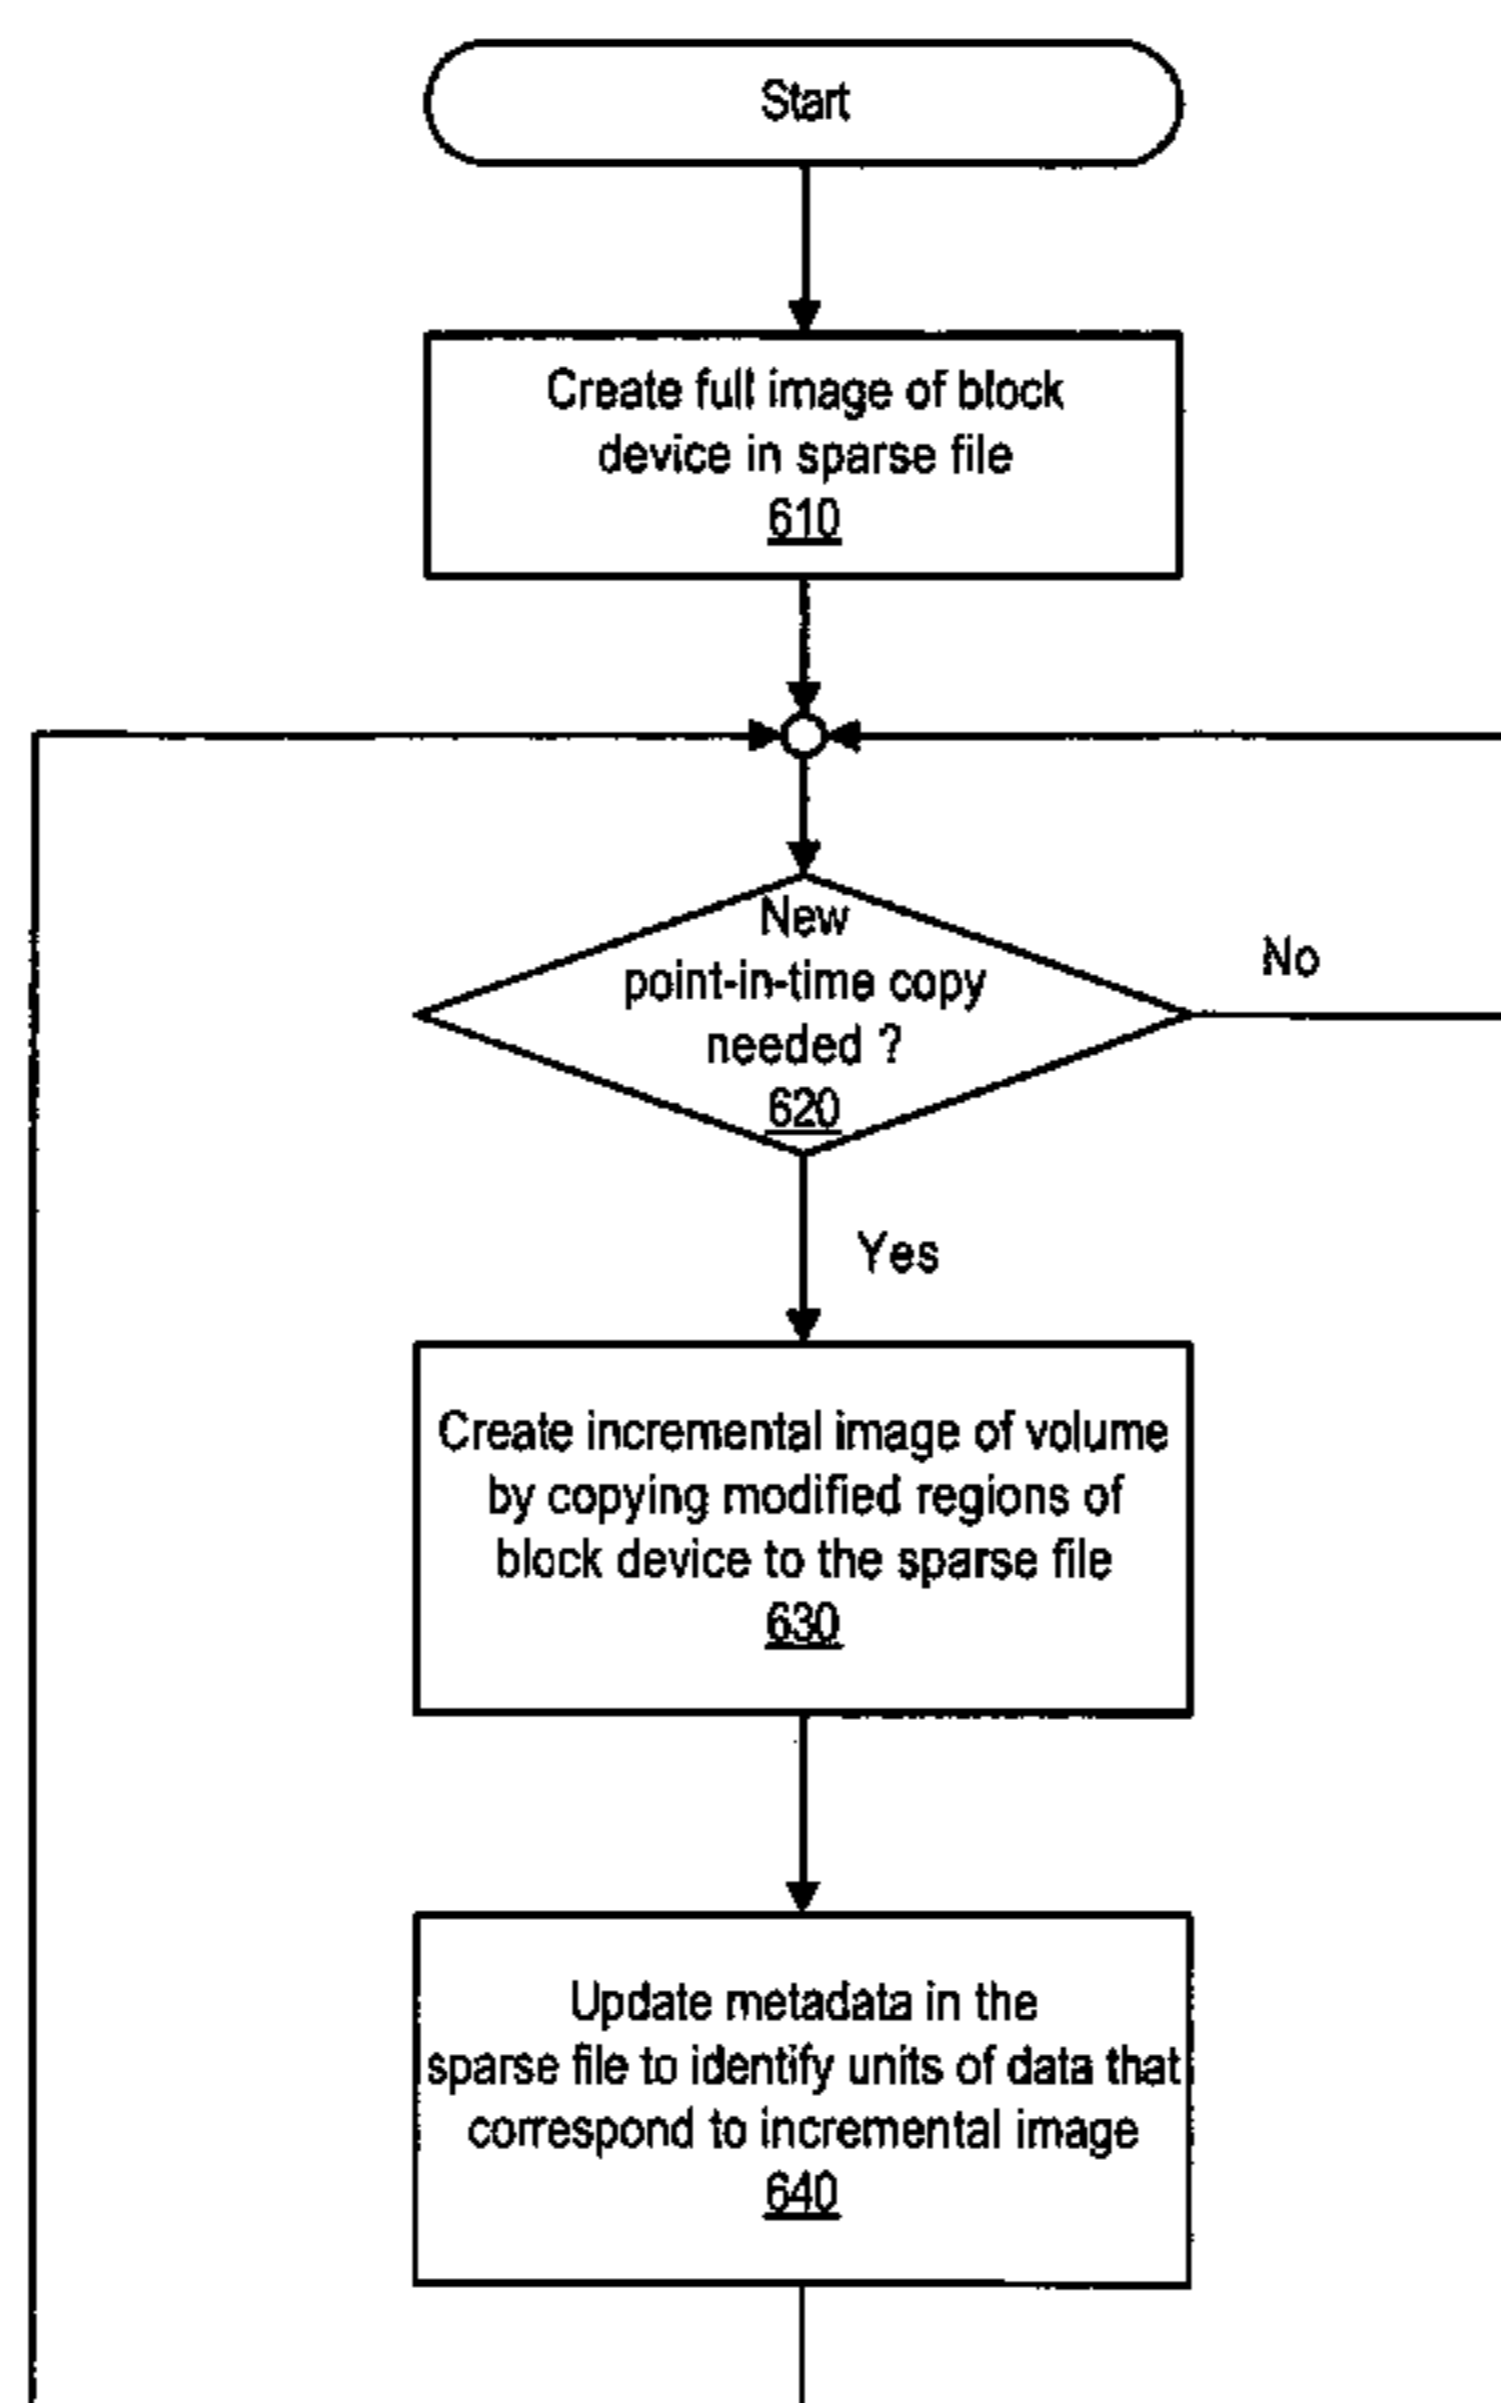 Start
Create full image of block
device in sparse file
610
New
point-in-time copy
needed ?
620
No
Yes
Create incremental image of volume
by copying modified regions of
block device to the sparse file
630
Update metadata in the
sparse file to identify units of data that
correspond to incremental image
640